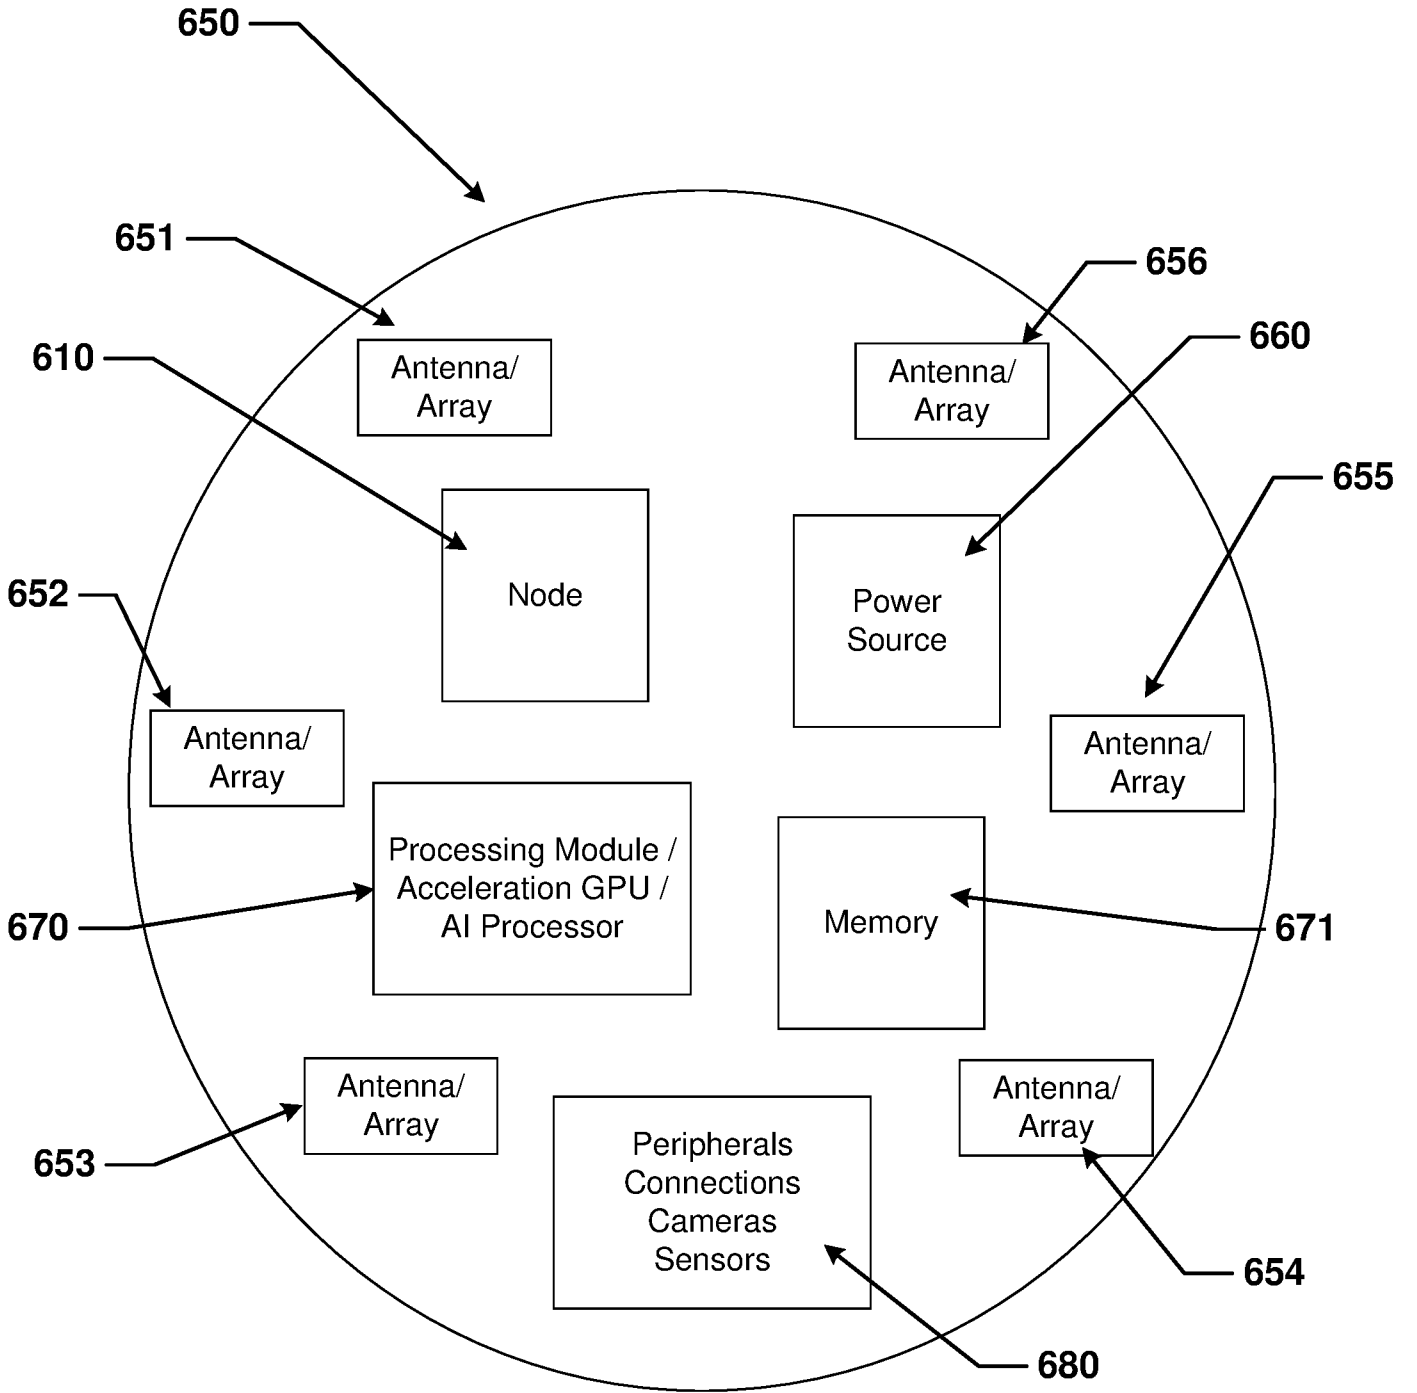 650
651
656
610
660
Antenna/
Array
Antenna/
Array
655
652
Node
Power
Source
Antenna/
Array
Antenna/
Array
Processing Module /
Acceleration GPU /
AI Processor
Memory
670
671
Antenna/
Array
Antenna/
Array
653
Peripherals
Connections
Cameras
Sensors
654
680